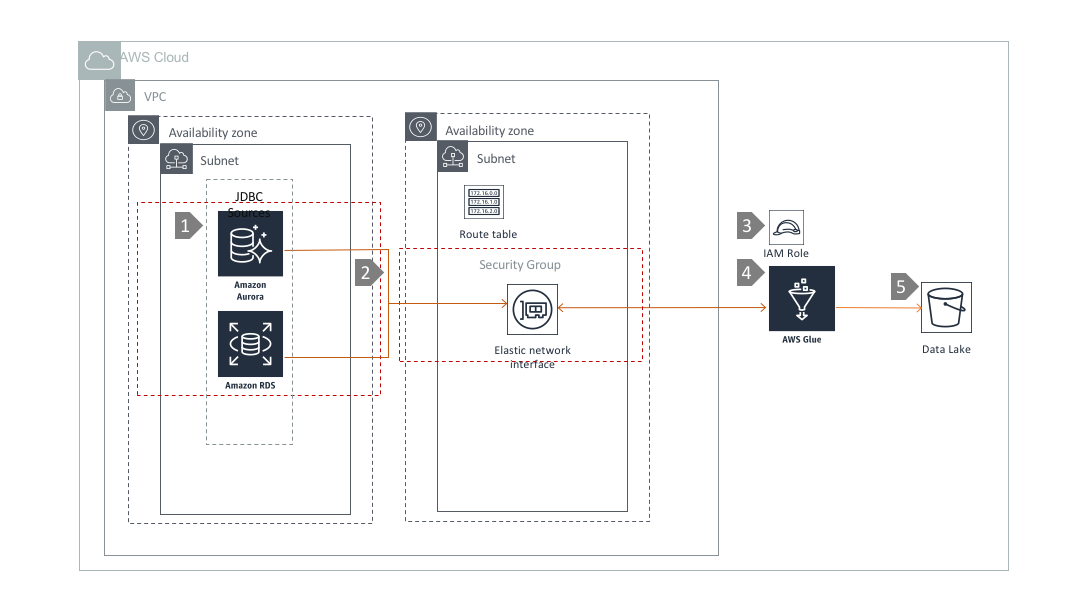 AWS Cloud
VPC
Availability zone
Subnet
JDBC
Sources
1
Amazon
Aurora
Amazon RDS
2
Availability zone
Subnet
172.16.0.0
172.16.1.0
172.16.2.0
Route table
Security Group
Elastic network
interface
3
IAM Role
4
AWS Glue
5
Data Lake